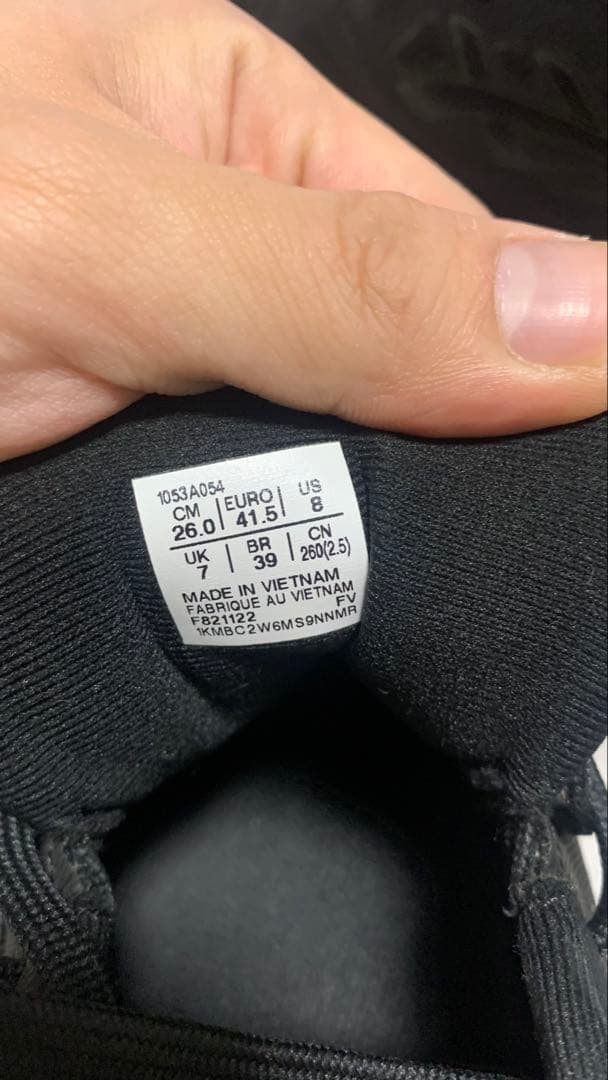 1053A054
CM 26.0 | EURO 41.5 | US 8
UK 7 | BR 39 | CN 260(2.5)
MADE IN VIETNAM
FABRIQUE AU VIETNAM
F821122 FV
1KMBC2W6MS9NNMR